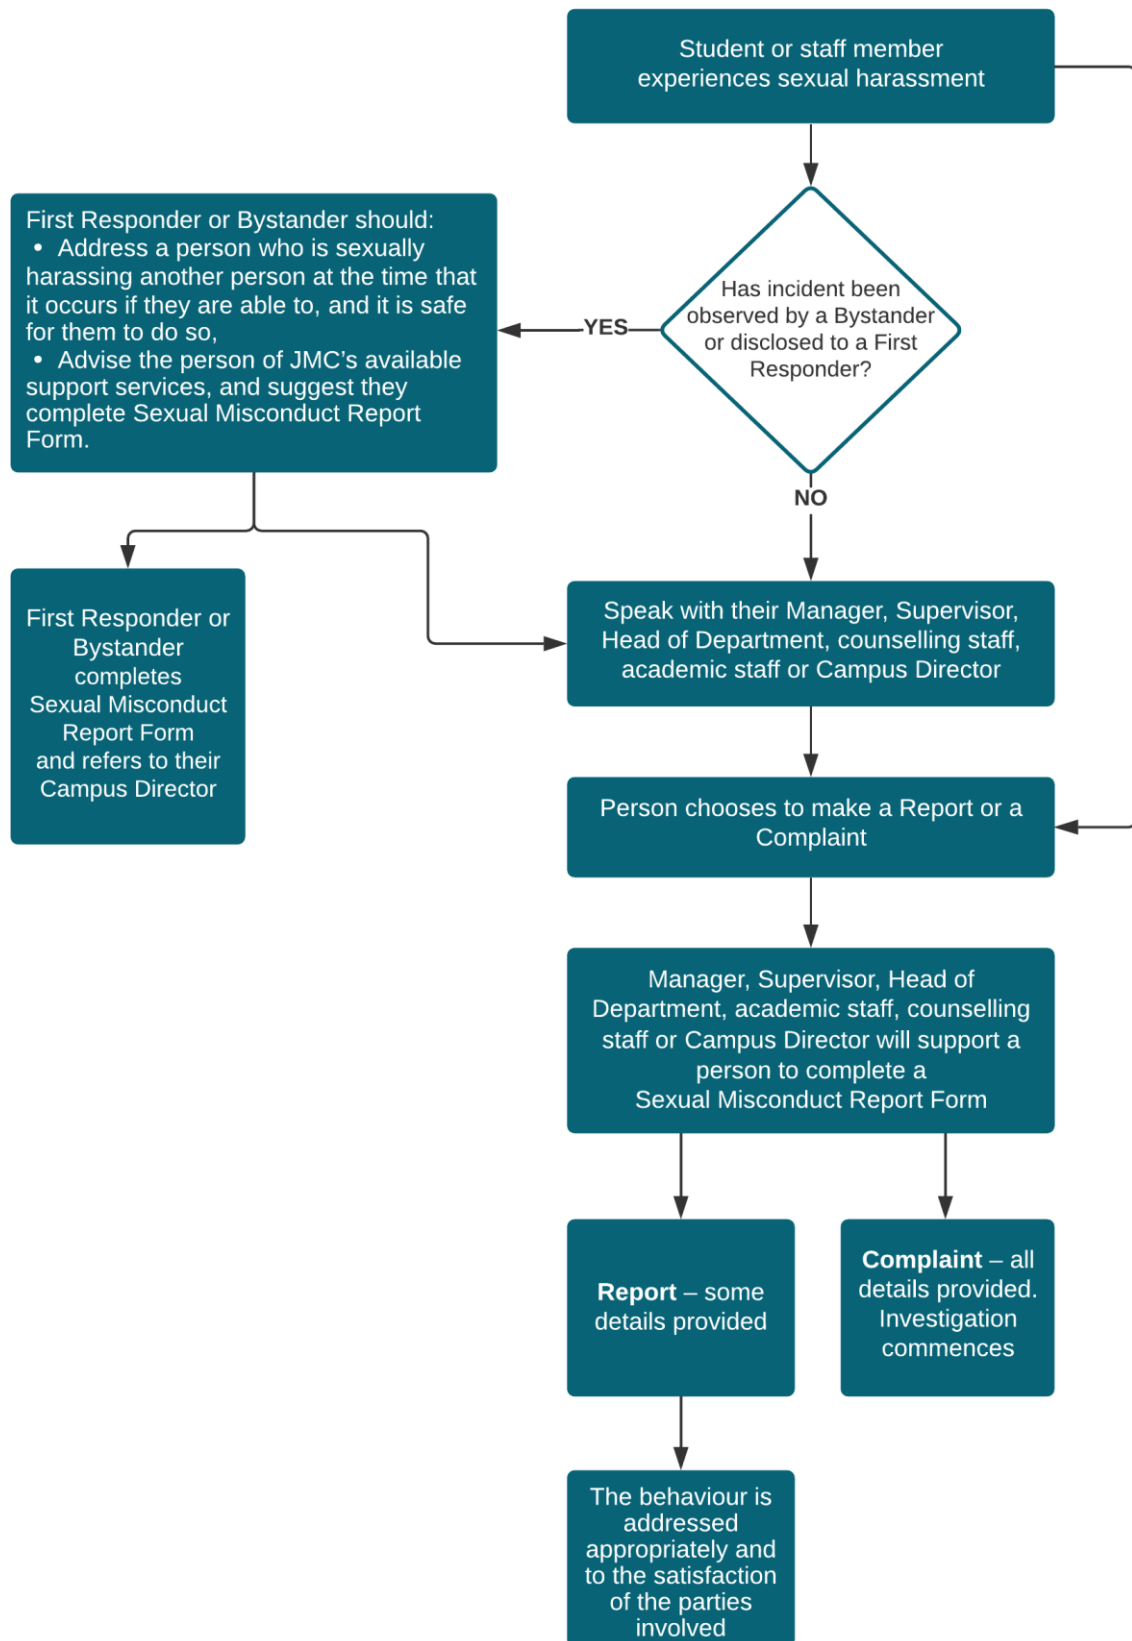 Student or staff member
experiences sexual harassment
First Responder or Bystander should:
• Address a person who is sexually
harassing another person at the time that
it occurs if they are able to, and it is safe
for them to do so,
• Advise the person of JMC’s available
support services, and suggest they
complete Sexual Misconduct Report
Form.
YES
Has incident been
observed by a Bystander
or disclosed to a First
Responder?
NO
First Responder or
Bystander
completes
Sexual Misconduct
Report Form
and refers to their
Campus Director
Speak with their Manager, Supervisor,
Head of Department, counselling staff,
academic staff or Campus Director
Person chooses to make a Report or a
Complaint
Manager, Supervisor, Head of
Department, academic staff, counselling
staff or Campus Director will support a
person to complete a
Sexual Misconduct Report Form
Report – some
details provided
Complaint – all
details provided.
Investigation
commences
The behaviour is
addressed
appropriately and
to the satisfaction
of the parties
involved